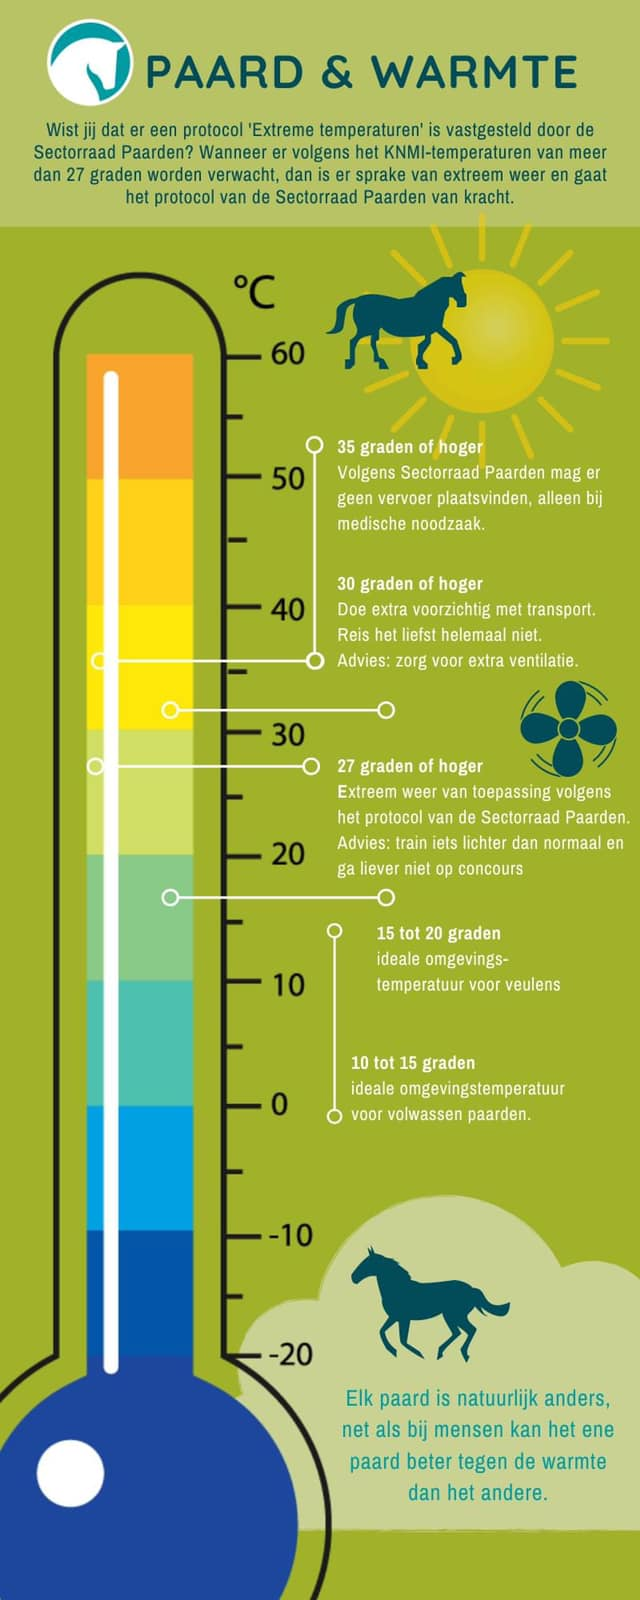 PAARD & WARMTE
Wist jij dat er een protocol 'Extreme temperaturen' is vastgesteld door de
Sectorraad Paarden? Wanneer er volgens het KNMI-temperaturen van meer
dan 27 graden worden verwacht, dan is er sprake van extreem weer en gaat
het protocol van de Sectorraad Paarden van kracht.
°C
60
50
40
30
20
10
0
-10
-20
35 graden of hoger
Volgens Sectorraad Paarden mag er
geen vervoer plaatsvinden, alleen bij
medische noodzaak.
30 graden of hoger
Doe extra voorzichtig met transport.
Reis het liefst helemaal niet.
Advies: zorg voor extra ventilatie.
27 graden of hoger
Extreem weer van toepassing volgens
het protocol van de Sectorraad Paarden.
Advies: train iets lichter dan normaal en
ga liever niet op concours
15 tot 20 graden
ideale omgevings-
temperatuur voor veulens
10 tot 15 graden
ideale omgevingstemperatuur
voor volwassen paarden.
Elk paard is natuurlijk anders,
net als bij mensen kan het ene
paard beter tegen de warmte
dan het andere.